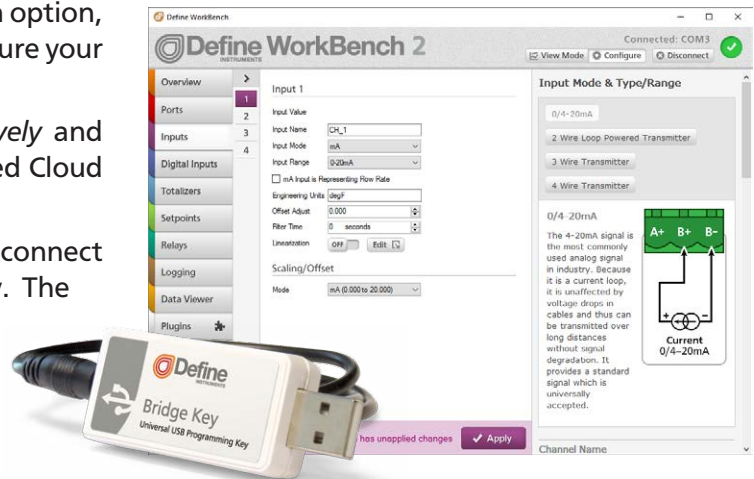 n option,
ure your
vely and
ed Cloud
connect
y. The
Define WorkBench
Define WorkBench 2
INSTRUMENTS
Connected: COM3
View Mode
Configure
Disconnect
Overview
Ports
Inputs
Digital Inputs
Totalizers
Setpoints
Relays
Logging
Data Viewer
Plugins
>
1
2
3
4
Input 1
Input Value
Input Name CH_1
Input Mode mA
Input Range 0-20mA
mA Input is Representing Flow Rate
Engineering Units degF
Offset Adjust 0.000
Filter Time 0 seconds
Linearization OFF Edit
Scaling/Offset
Mode mA (0.000 to 20.000)
has unapplied changes
Apply
Input Mode & Type/Range
0/4-20mA
2 Wire Loop Powered Transmitter
3 Wire Transmitter
4 Wire Transmitter
0/4-20mA
The 4-20mA signal is
the most commonly
used analog signal
in industry. Because
it is a current loop,
it is unaffected by
voltage drops in
cables and thus can
be transmitted over
long distances
without signal
degradation. It
provides a standard
signal which is
universally
accepted.
A+ B+ B-
+ -
Current
0/4–20mA
Channel Name
Define
INSTRUMENTS
Bridge Key
Universal USB Programming Key